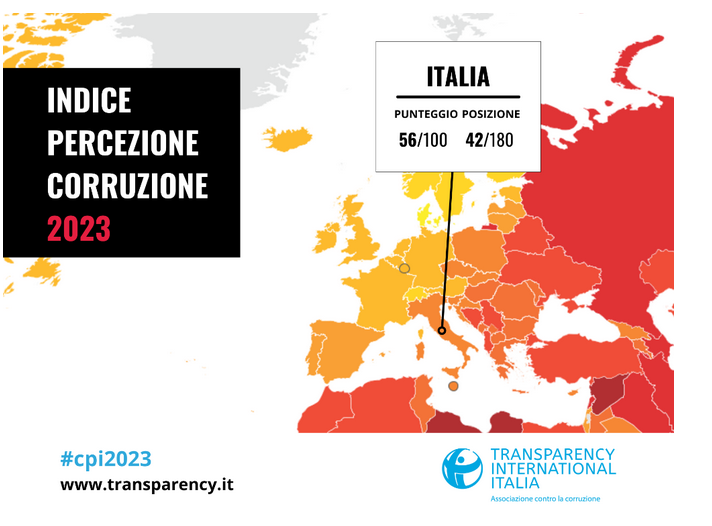 INDICE
PERCEZIONE
CORRUZIONE
2023
ITALIA
PUNTEGGIO POSIZIONE
56/100 42/180
#cpi2023
www.transparency.it
TRANSPARENCY
INTERNATIONAL
ITALIA
Associazione contro la corruzione